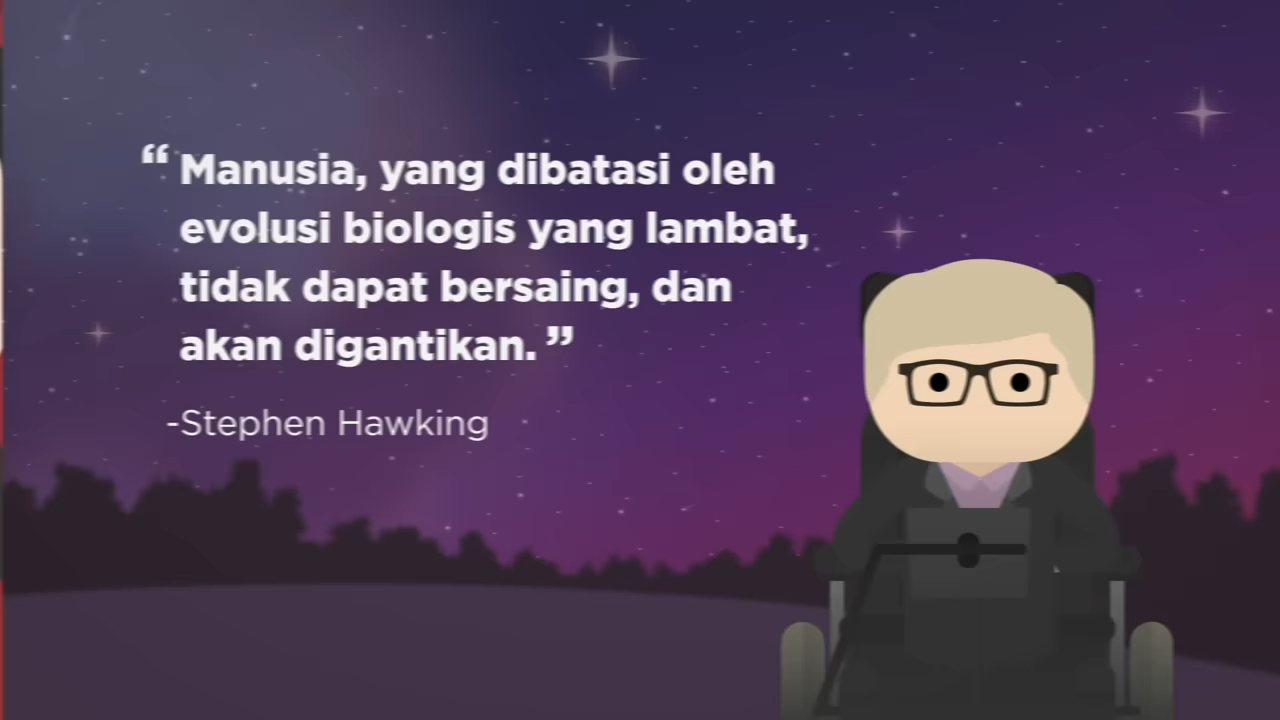 “ Manusia, yang dibatasi oleh
evolusi biologis yang lambat,
tidak dapat bersaing, dan
akan digantikan. ”
-Stephen Hawking